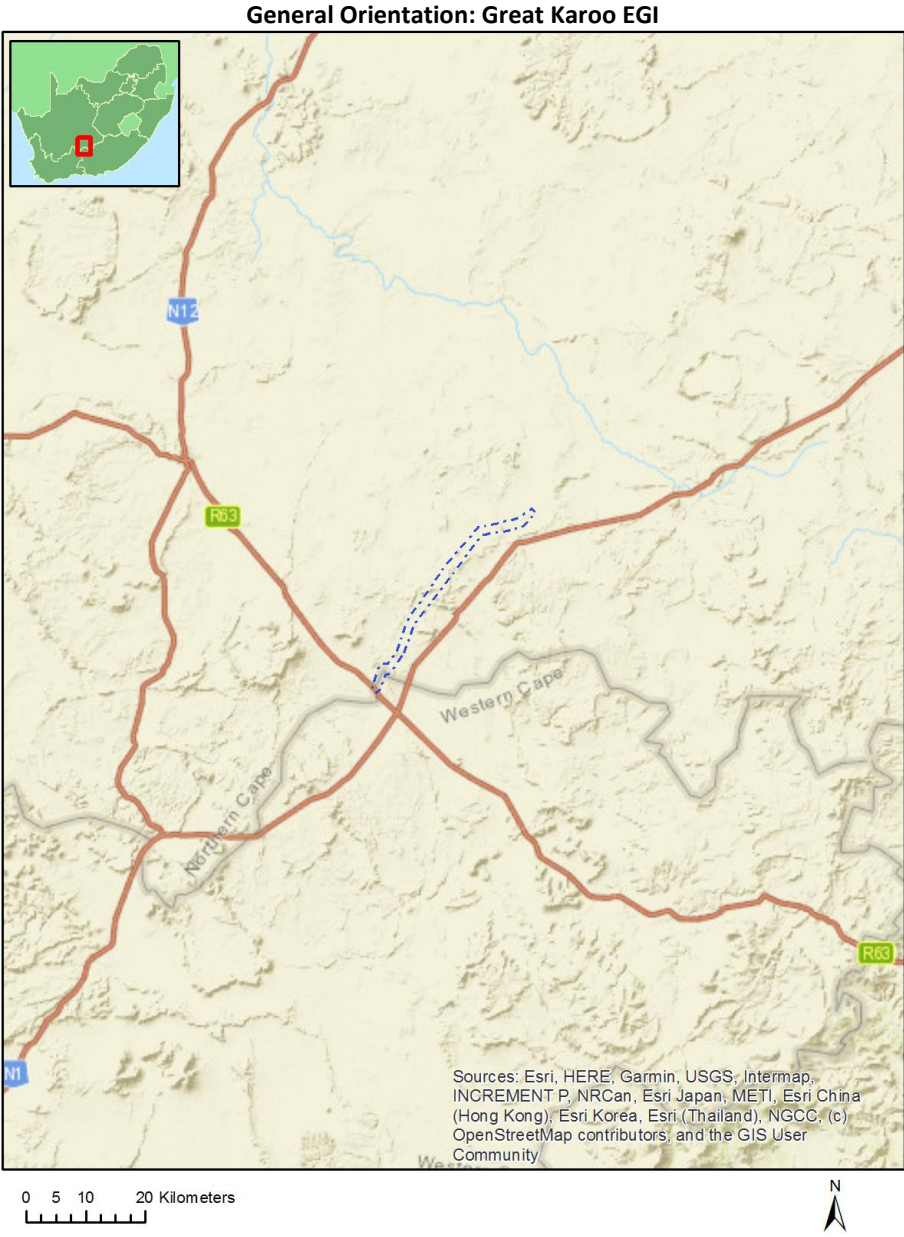 General Orientation: Great Karoo EGI
N12
R63
Western Cape
Northern Cape
R63
N1
Sources: Esri, HERE, Garmin, USGS, Intermap,
INCREMENT P, NRCan, Esri Japan, METI, Esri China
(Hong Kong), Esri Korea, Esri (Thailand), NGCC, (c)
OpenStreetMap contributors, and the GIS User
Community
0 5 10 20 Kilometers
N